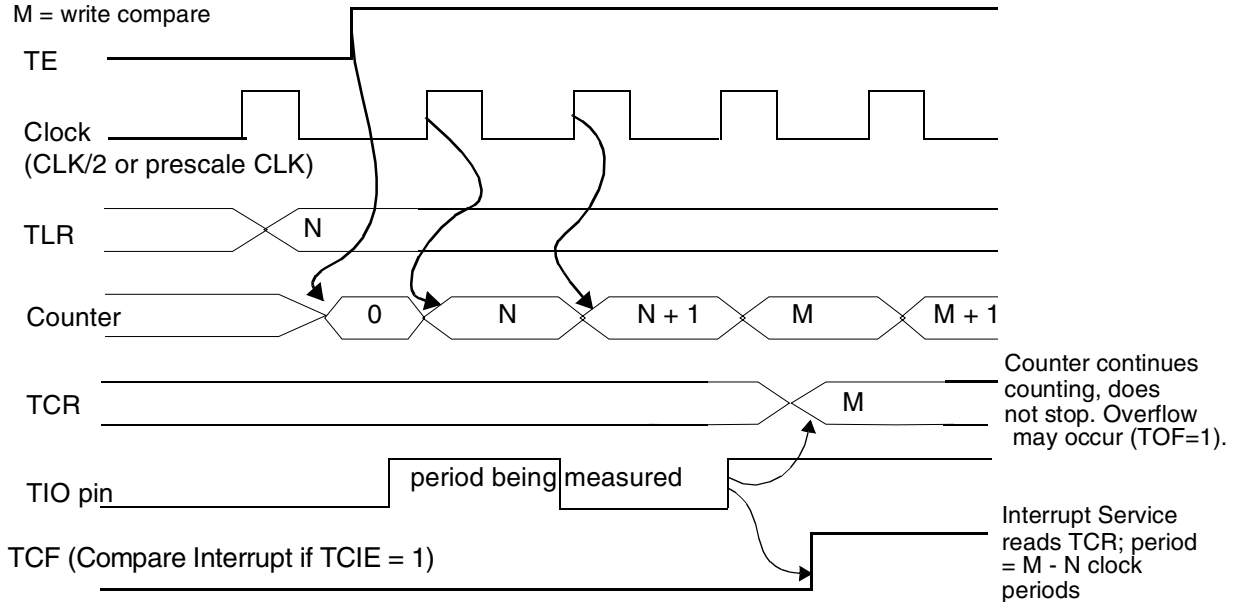 M = write compare
TE
Clock
(CLK/2 or prescale CLK)
TLR
N
Counter
0
N
N + 1
M
M + 1
TCR
M
Counter continues
counting, does
not stop. Overflow
may occur (TOF=1).
TIO pin
period being measured
TCF (Compare Interrupt if TCIE = 1)
Interrupt Service
reads TCR; period
= M - N clock
periods